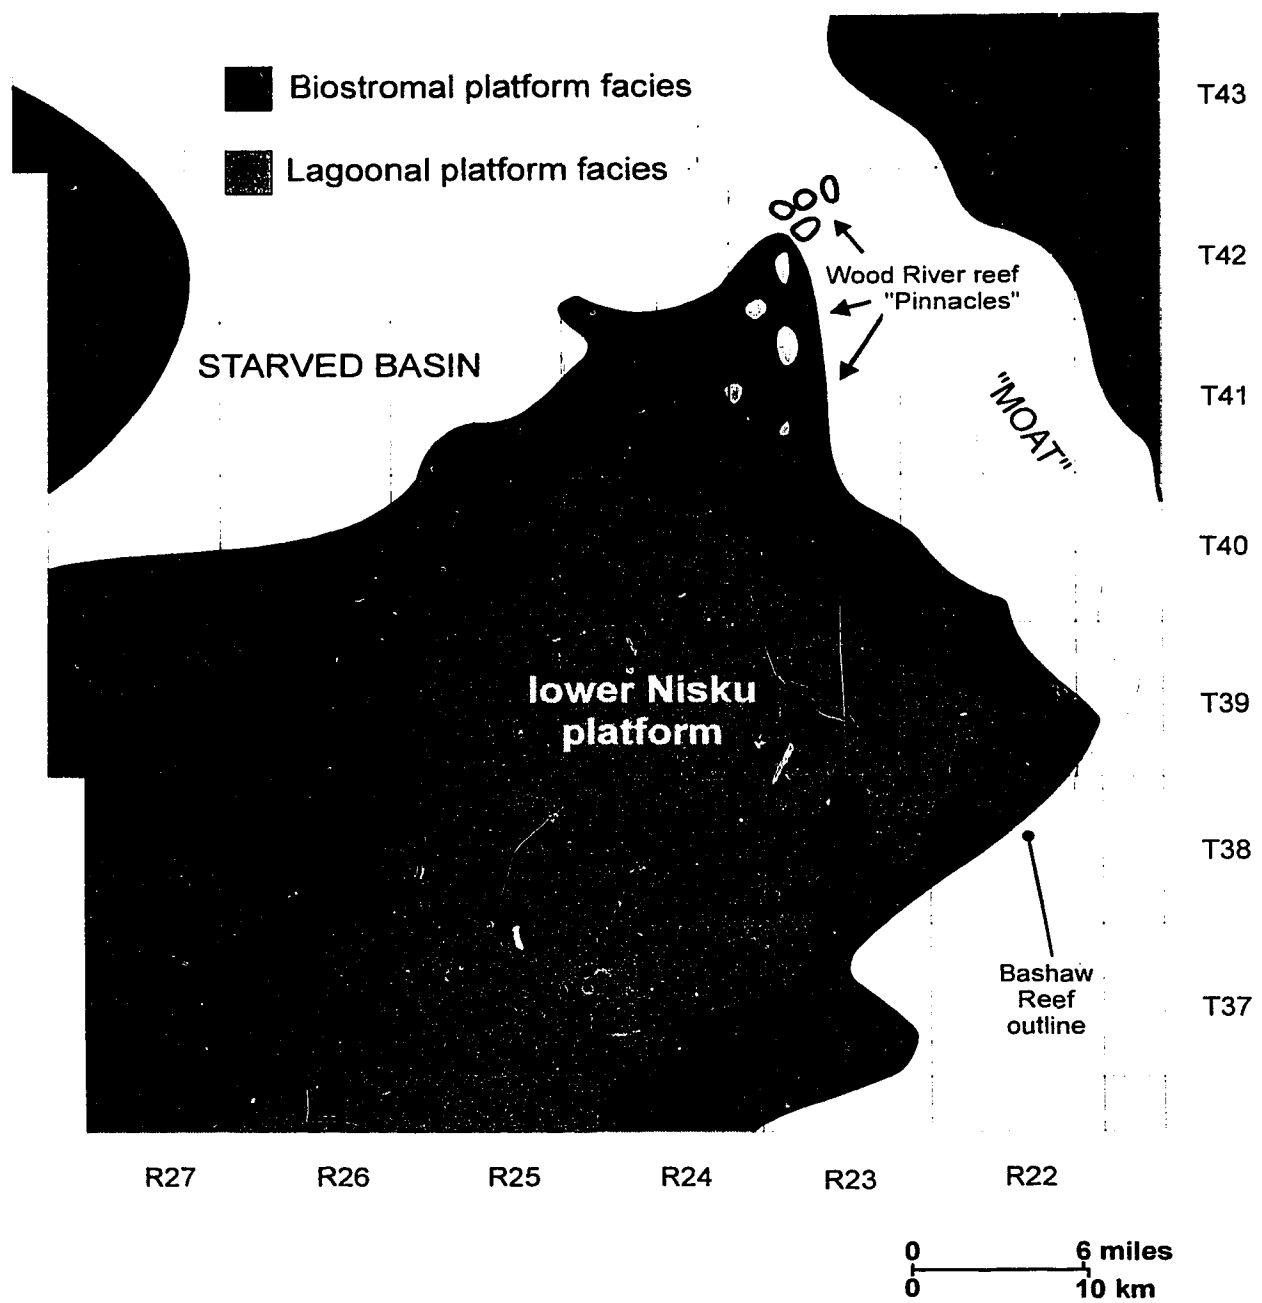 Biostromal platform facies
Lagoonal platform facies
T43
T42
Wood River reef
"Pinnacles"
STARVED BASIN
"MOAT"
T41
T40
lower Nisku
platform
T39
T38
Bashaw
Reef
outline
T37
R27 R26 R25 R24 R23 R22
0 6 miles
0 10 km